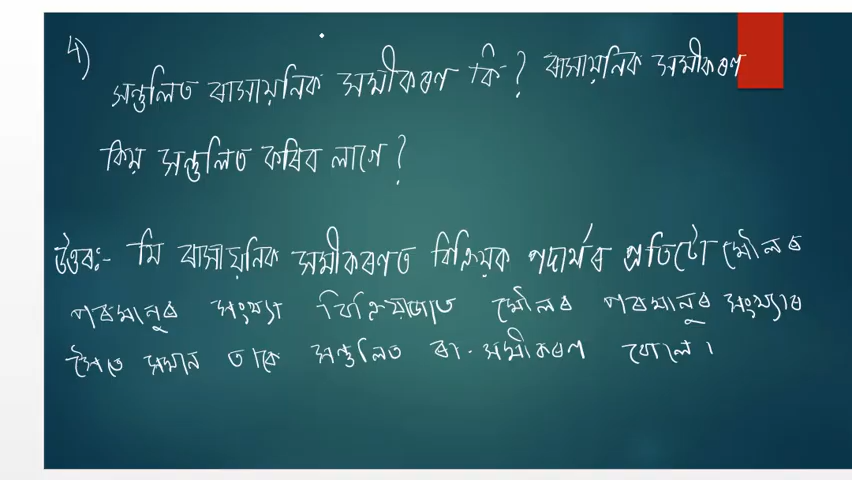 4)
সন্তুলিত ৰাসায়নিক সমীকৰণ কি? ৰাসায়নিক সমীকৰণ
কিয় সন্তুলিত কৰিব লাগে?
উত্তৰঃ- যি ৰাসায়নিক সমীকৰণত বিক্ৰিয়ক পদাৰ্থৰ প্ৰতিটো মৌলৰ
পৰমানুৰ সংখ্যা বিক্ৰিয়াজাত মৌলৰ পৰমানুৰ সংখ্যাৰ
সৈতে সমান তাকে সন্তুলিত ৰা. সমীকৰণ বোলে।